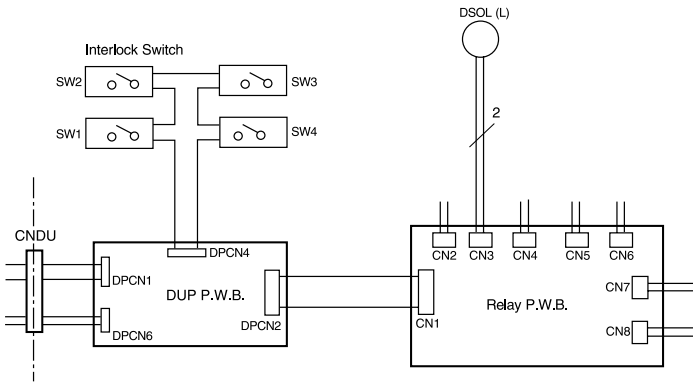 DSOL (L)
Interlock Switch
SW2
SW3
SW1
SW4
2
CNDU
DPCN4
CN2
CN3
CN4
CN5
CN6
DPCN1
DUP P.W.B.
DPCN2
CN1
Relay P.W.B.
CN7
DPCN6
CN8